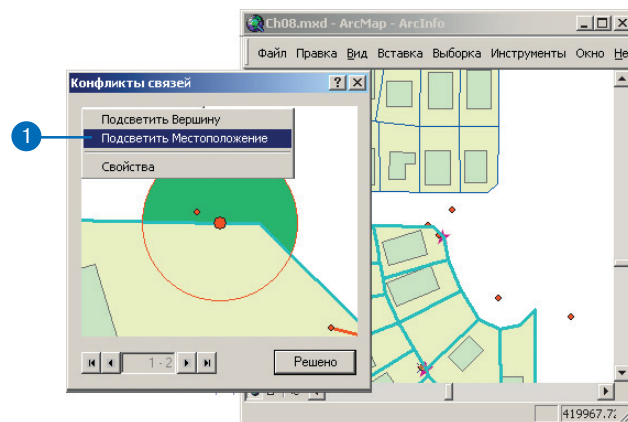 Ch08.mxd - ArcMap - ArcInfo
Файл Правка Вид Вставка Выборка Инструменты Окно
Конфликты связей
1
Подсветить Вершину
Подсветить Местоположение
Свойства
1 - 2
Решено
419967.72